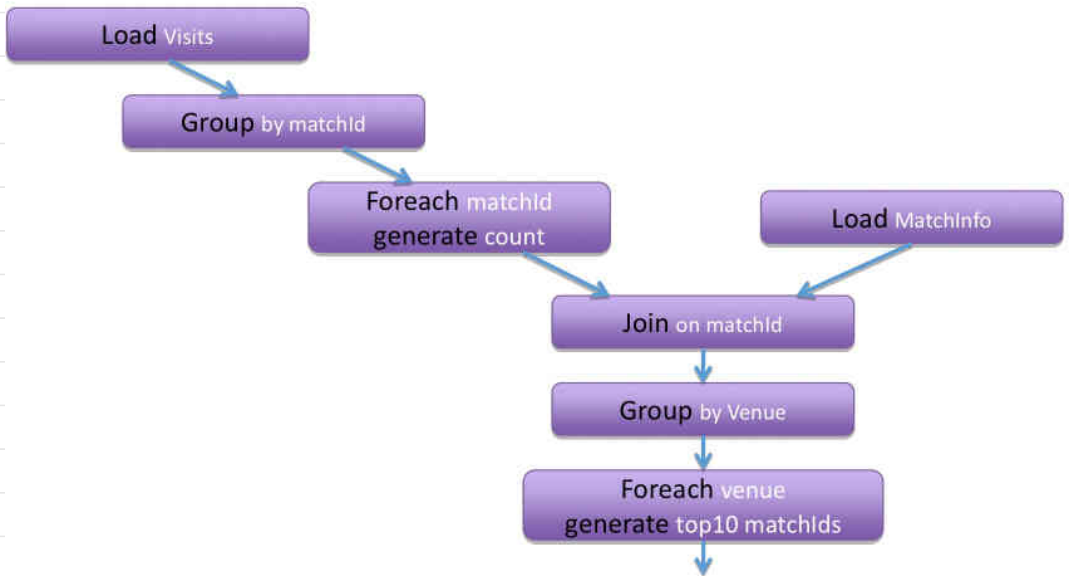 Load Visits
Group by matchId
Foreach matchId
generate count
Load MatchInfo
Join on matchId
Group by Venue
Foreach venue
generate top10 matchIds